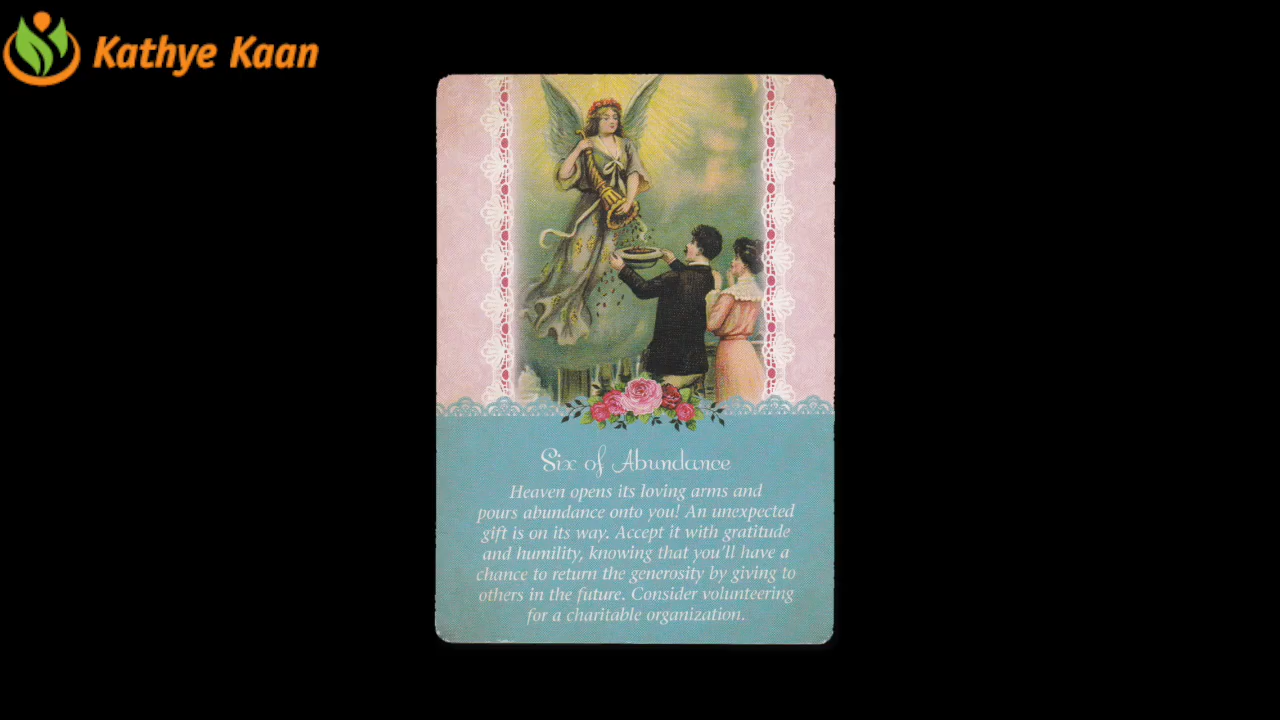 Kathye Kaan
Six of Abundance
Heaven opens its loving arms and
pours abundance onto you! An unexpected
gift is on its way. Accept it with gratitude
and humility, knowing that you'll have a
chance to return the generosity by giving to
others in the future. Consider volunteering
for a charitable organization.